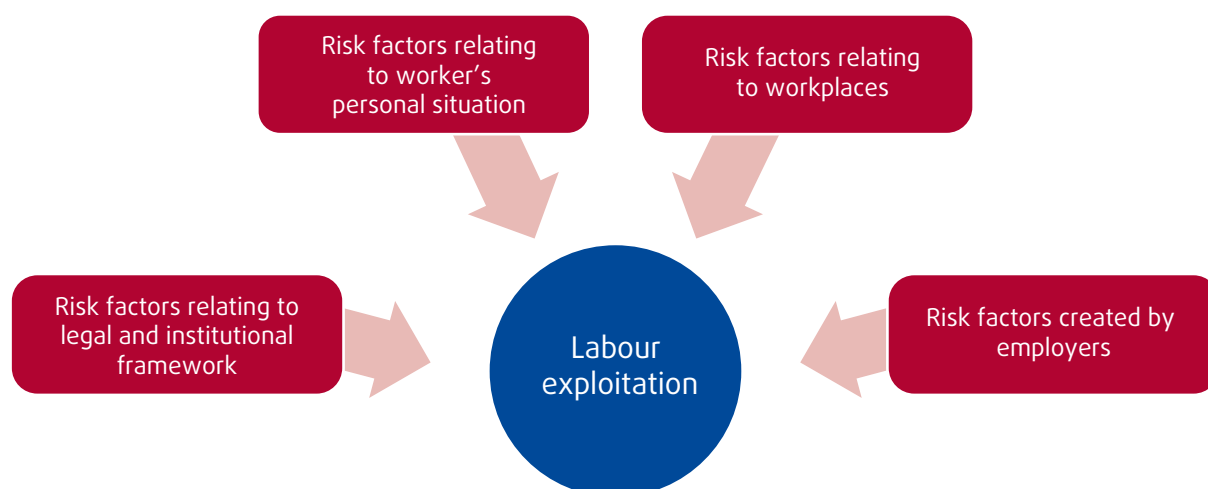 Risk factors relating
to worker’s
personal situation
Risk factors relating
to workplaces
Risk factors relating to
legal and institutional
framework
Labour
exploitation
Risk factors created by
employers